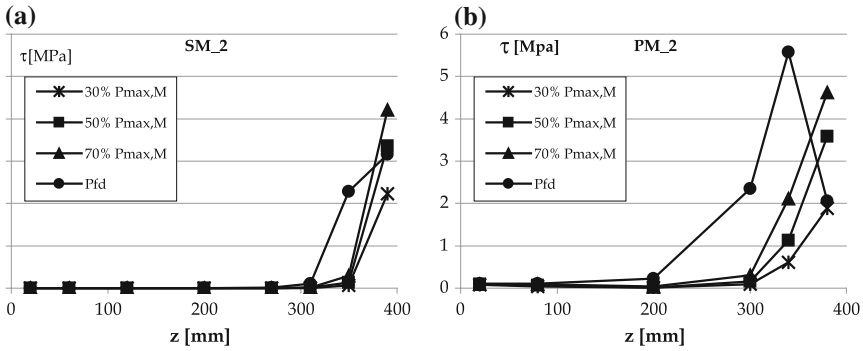 (a)
SM_2
τ[MPa]
30% Pmax,M
50% Pmax,M
70% Pmax,M
Pfd
0
100
200
300
400
z [mm]
(b)
τ [Mpa]
PM_2
30% Pmax,M
50% Pmax,M
70% Pmax,M
Pfd
6
5
4
3
2
1
0
0
100
200
300
400
z [mm]